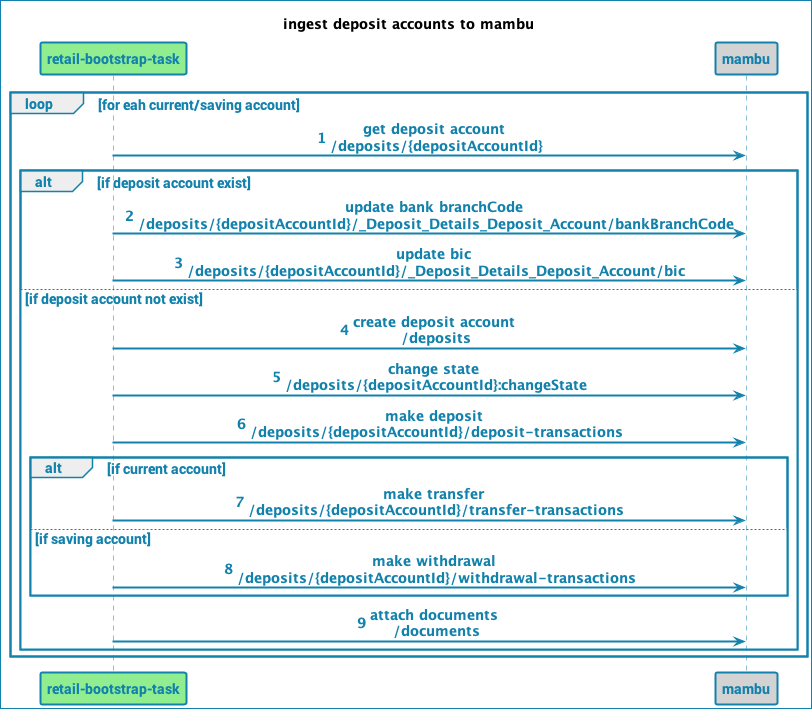 ingest deposit accounts to mambu
retail-bootstrap-task
mambu
loop
[for eah current/saving account]
1
get deposit account
/deposits/{depositAccountId}
alt
[if deposit account exist]
2
update bank branchCode
/deposits/{depositAccountId}/_Deposit_Details_Deposit_Account/bankBranchCode
3
update bic
/deposits/{depositAccountId}/_Deposit_Details_Deposit_Account/bic
[if deposit account not exist]
4
create deposit account
/deposits
5
change state
/deposits/{depositAccountId}:changeState
6
make deposit
/deposits/{depositAccountId}/deposit-transactions
alt
[if current account]
7
make transfer
/deposits/{depositAccountId}/transfer-transactions
[if saving account]
8
make withdrawal
/deposits/{depositAccountId}/withdrawal-transactions
9
attach documents
/documents
retail-bootstrap-task
mambu